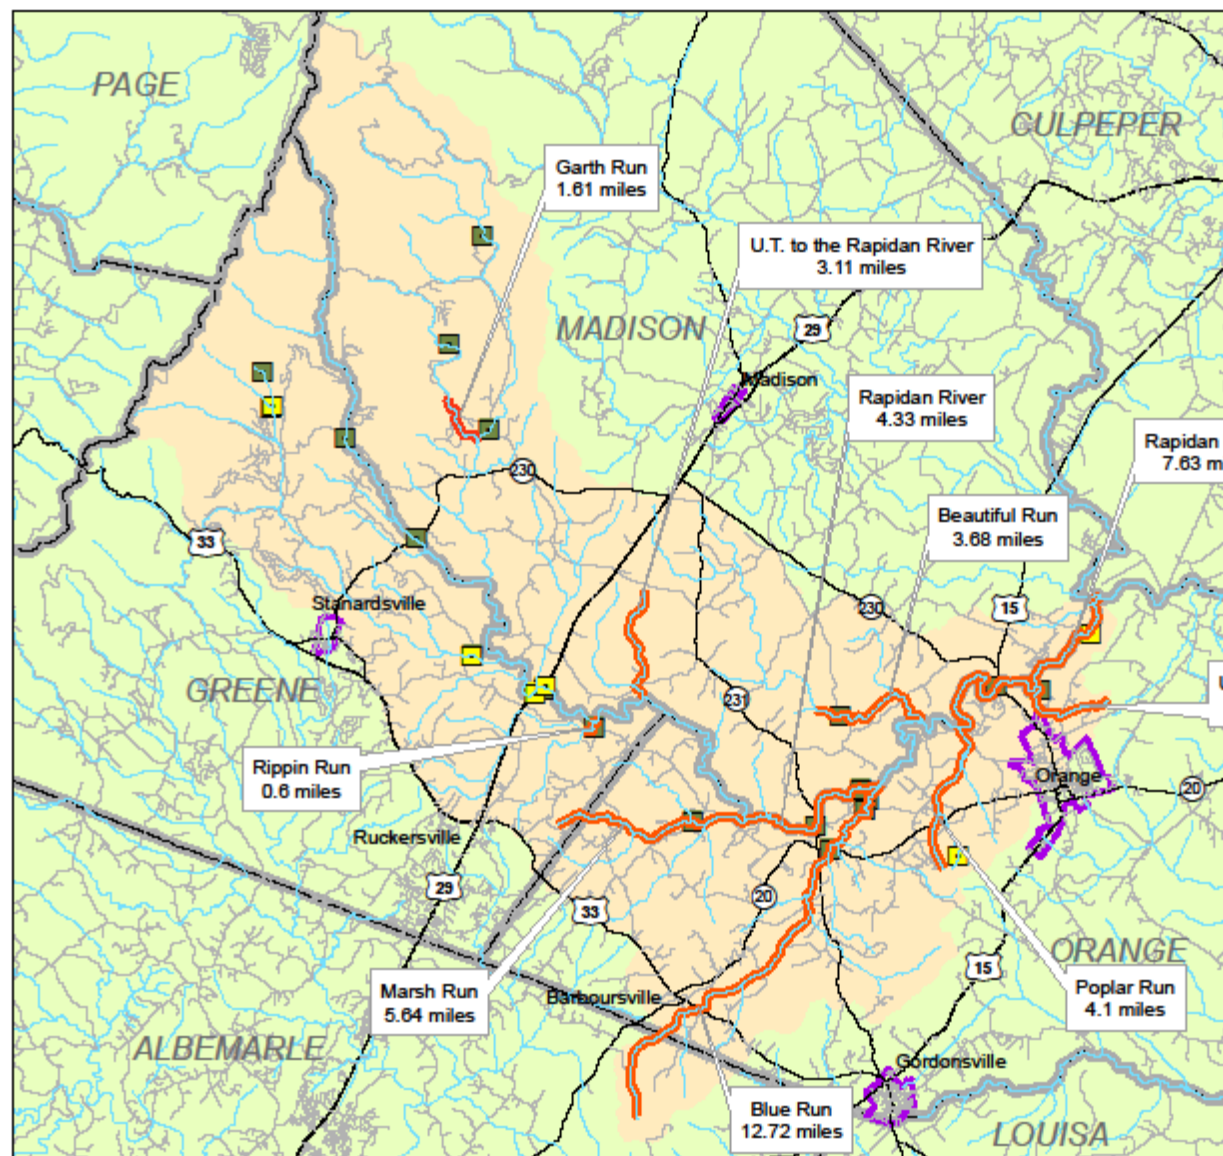 PAGE
CULPEPER
Garth Run
1.61 miles
U.T. to the Rapidan River
3.11 miles
MADISON
29
Madison
Rapidan River
4.33 miles
Rapidan
7.63 m
230
33
Beautiful Run
3.68 miles
Stanardsville
230
15
GREENE
231
U
Rippin Run
0.6 miles
Orange
20
Ruckersville
29
20
33
ORANGE
15
Marsh Run
5.64 miles
Barboursville
Poplar Run
4.1 miles
ALBEMARLE
Gordonsville
Blue Run
12.72 miles
LOUISA